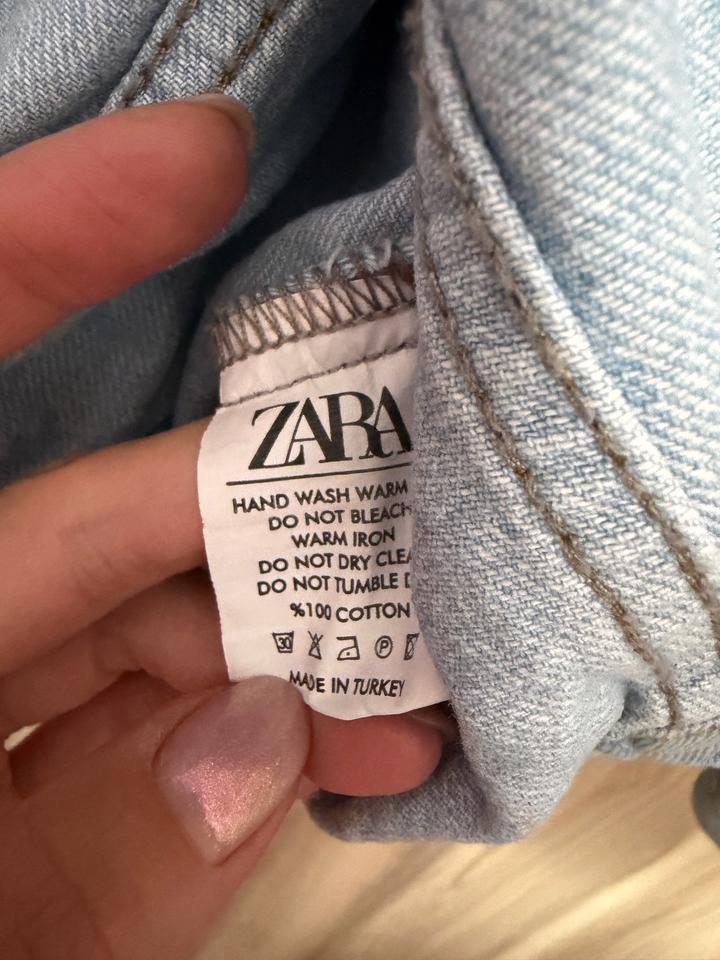 ZARA
HAND WASH WARM
DO NOT BLEACH
WARM IRON
DO NOT DRY CLEA
DO NOT TUMBLE D
%100 COTTON
30 P
MADE IN TURKEY